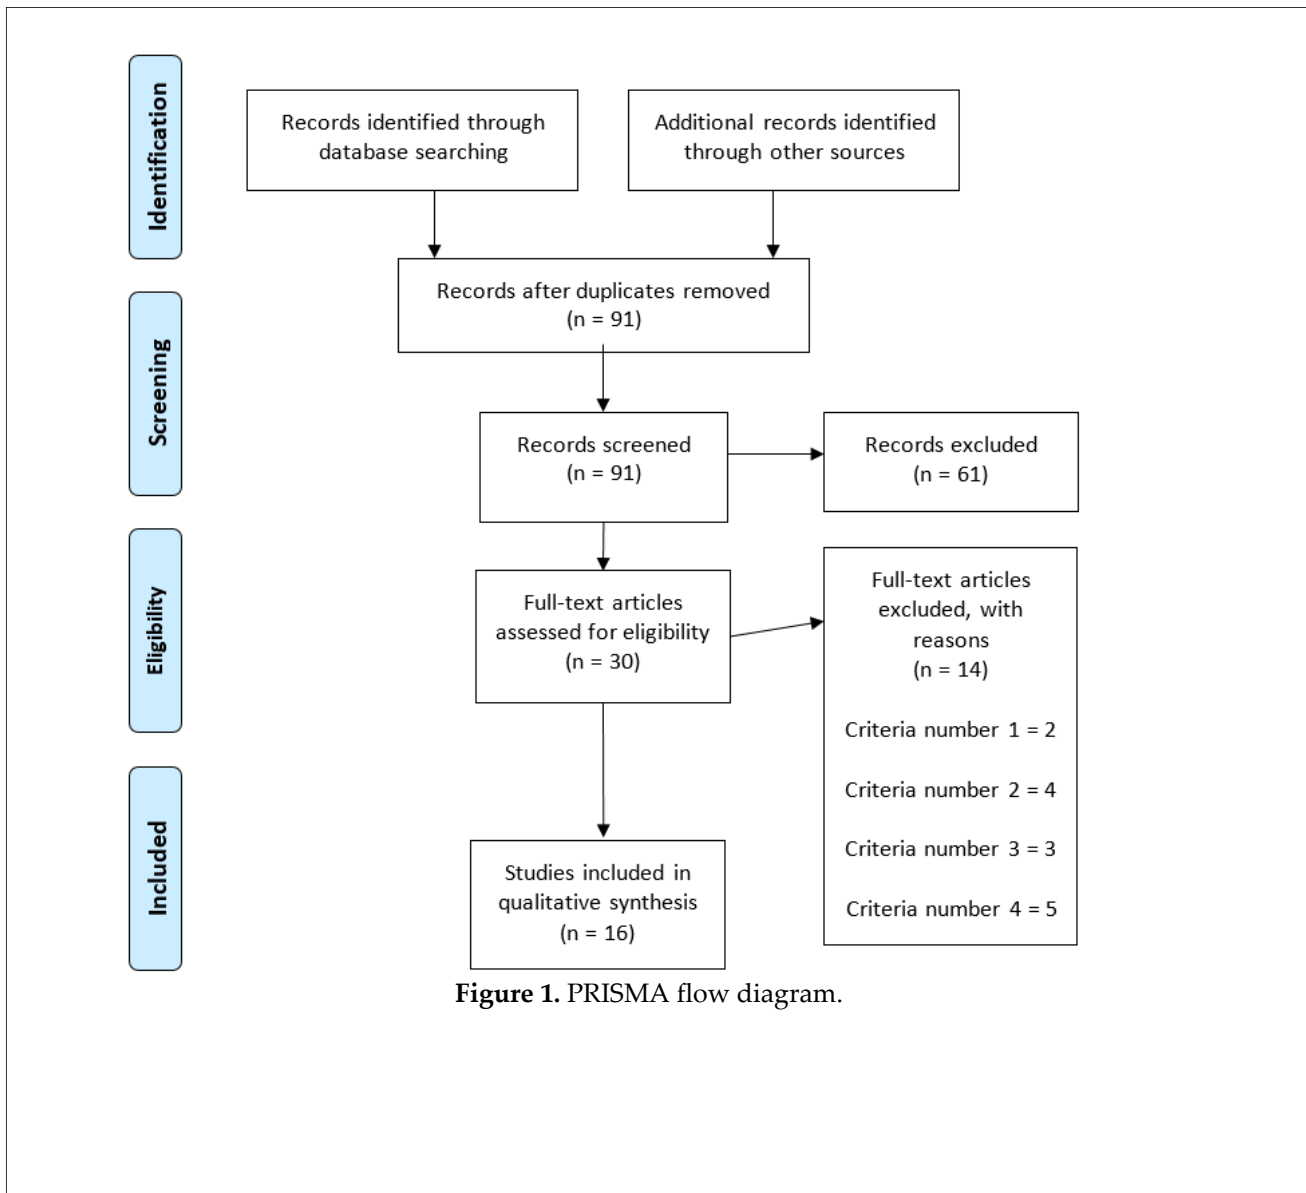 Identification
Records identified through
database searching
Additional records identified
through other sources
Records after duplicates removed
(n = 91)
Screening
Records screened
(n = 91)
Records excluded
(n = 61)
Eligibility
Full-text articles
assessed for eligibility
(n = 30)
Full-text articles
excluded, with
reasons
(n = 14)
Criteria number 1 = 2
Criteria number 2 = 4
Criteria number 3 = 3
Criteria number 4 = 5
Included
Studies included in
qualitative synthesis
(n = 16)
Figure 1. PRISMA flow diagram.